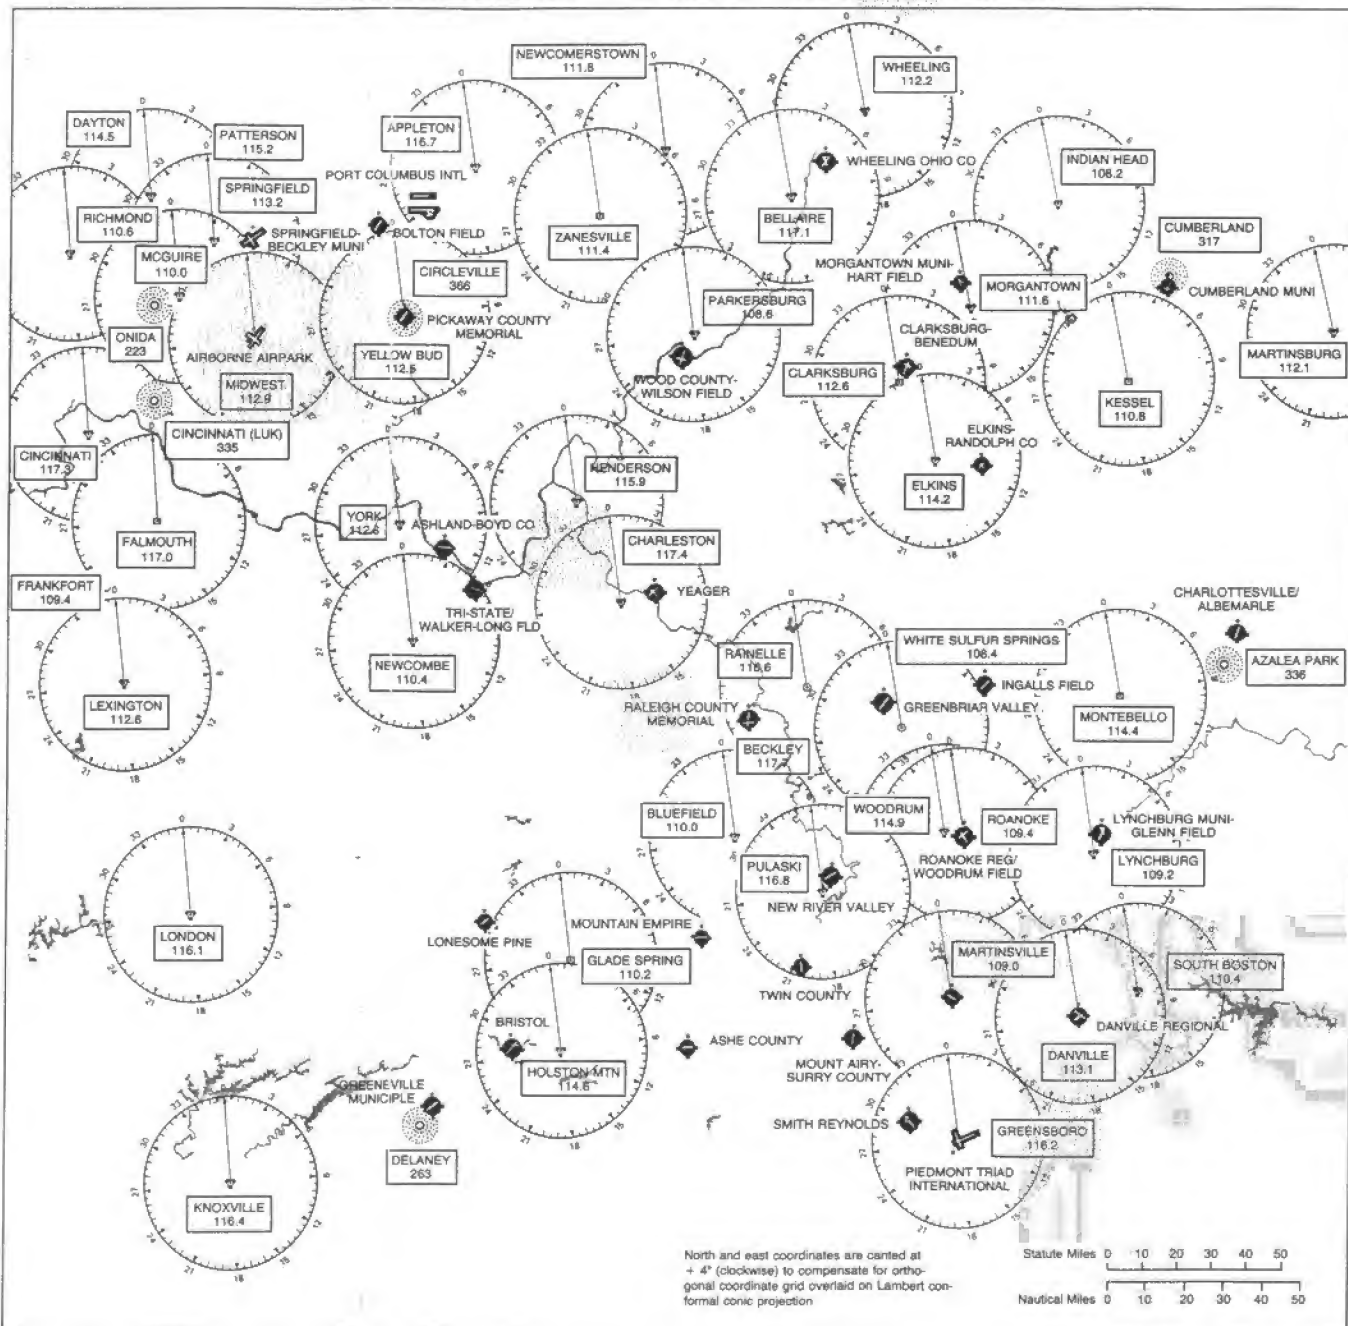 NEWCOMERSTOWN
111.8
WHEELING
112.2
DAYTON
114.5
PATTERSON
115.2
APPLETON
116.7
PORT COLUMBUS INTL
WHEELING OHIO CO
INDIAN HEAD
108.2
SPRINGFIELD
113.2
RICHMOND
110.6
SPRINGFIELD-
BECKLEY MUNI
BOLTON FIELD
ZANESVILLE
111.4
BELLAIRE
117.1
CUMBERLAND
317
MCGUIRE
110.0
CIRCLEVILLE
366
MORGANTOWN MUNI-
HART FIELD
MORGANTOWN
111.6
CUMBERLAND MUNI
PARKERSBURG
108.6
PICKAWAY COUNTY
MEMORIAL
CLARKSBURG-
BENEDUM
ONIDA
223
AIRBORNE AIRPARK
YELLOW BUD
112.5
MARTINSBURG
112.1
WOOD COUNTY-
WILSON FIELD
CLARKSBURG
112.6
MIDWEST
112.9
KESSEL
110.8
CINCINNATI (LUK)
335
ELKINS-
RANDOLPH CO
CINCINNATI
117.3
HENDERSON
115.9
ELKINS
114.2
YORK
112.8
ASHLAND-BOYD CO.
FALMOUTH
117.0
CHARLESTON
117.4
FRANKFORT
109.4
YEAGER
TRI-STATE/
WALKER-LONG FLD
CHARLOTTESVILLE/
ALBEMARLE
NEWCOMBE
110.4
RAINELLE
116.6
WHITE SULFUR SPRINGS
108.4
AZALEA PARK
336
INGALLS FIELD
GREENBRIAR VALLEY
LEXINGTON
112.6
RALEIGH COUNTY
MEMORIAL
MONTEBELLO
114.4
BECKLEY
117.7
BLUEFIELD
110.0
WOODRUM
114.9
ROANOKE
109.4
LYNCHBURG MUNI-
GLENN FIELD
PULASKI
116.8
ROANOKE REG/
WOODRUM FIELD
LYNCHBURG
109.2
NEW RIVER VALLEY
LONDON
116.1
LONESOME PINE
MOUNTAIN EMPIRE
GLADE SPRING
110.2
MARTINSVILLE
109.0
SOUTH BOSTON
110.4
TWIN COUNTY
BRISTOL
ASHE COUNTY
DANVILLE REGIONAL
HOLSTON MTN
114.6
MOUNT AIRY-
SURRY COUNTY
DANVILLE
113.1
GREENEVILLE
MUNICIPLE
SMITH REYNOLDS
GREENSBORO
116.2
DELANEY
263
PIEDMONT TRIAD
INTERNATIONAL
KNOXVILLE
116.4
North and east coordinates are canted at
+ 4° (clockwise) to compensate for ortho-
gonal coordinate grid overlaid on Lambert con-
formal conic projection
Statute Miles 0 10 20 30 40 50
Nautical Miles 0 10 20 30 40 50